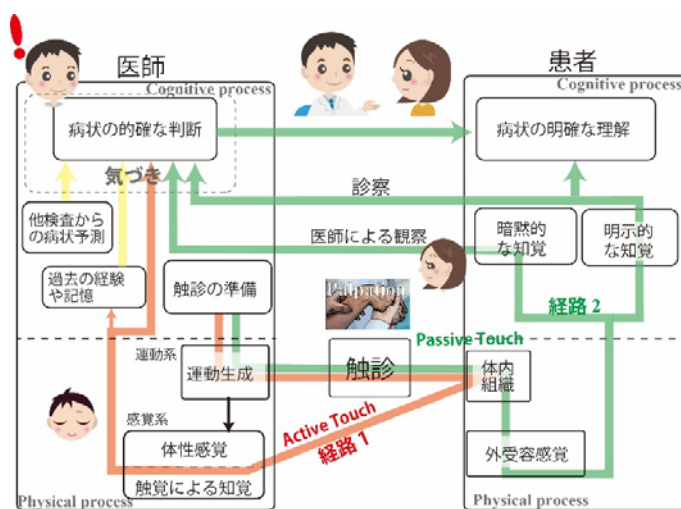 医師
患者
Cognitive process
Cognitive process
病状の的確な判断
病状の明確な理解
気づき
診察
他検査から
の病状予測
医師による観察
暗黙的
な知覚
明示的
な知覚
過去の経験
や記憶
触診の準備
Palpation
経路 2
Passive Touch
運動系
運動生成
触診
体内
組織
感覚系
体性感覚
Active Touch
経路 1
外受容感覚
触覚による知覚
Physical process
Physical process